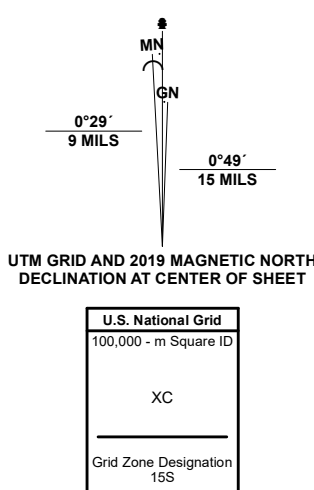 MN
GN
0°29´
9 MILS
0°49´
15 MILS
UTM GRID AND 2019 MAGNETIC NORTH
DECLINATION AT CENTER OF SHEET
U.S. National Grid
100,000 - m Square ID
XC
Grid Zone Designation
15S